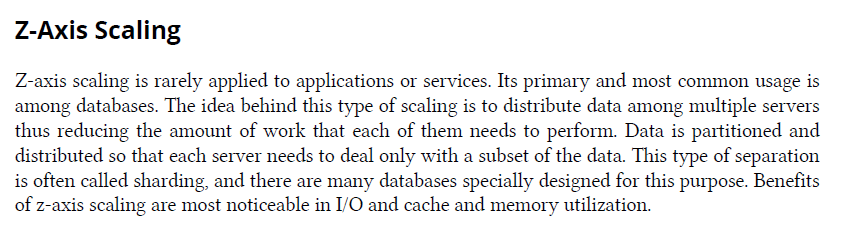 Z-Axis Scaling
Z-axis scaling is rarely applied to applications or services. Its primary and most common usage is
among databases. The idea behind this type of scaling is to distribute data among multiple servers
thus reducing the amount of work that each of them needs to perform. Data is partitioned and
distributed so that each server needs to deal only with a subset of the data. This type of separation
is often called sharding, and there are many databases specially designed for this purpose. Benefits
of z-axis scaling are most noticeable in I/O and cache and memory utilization.